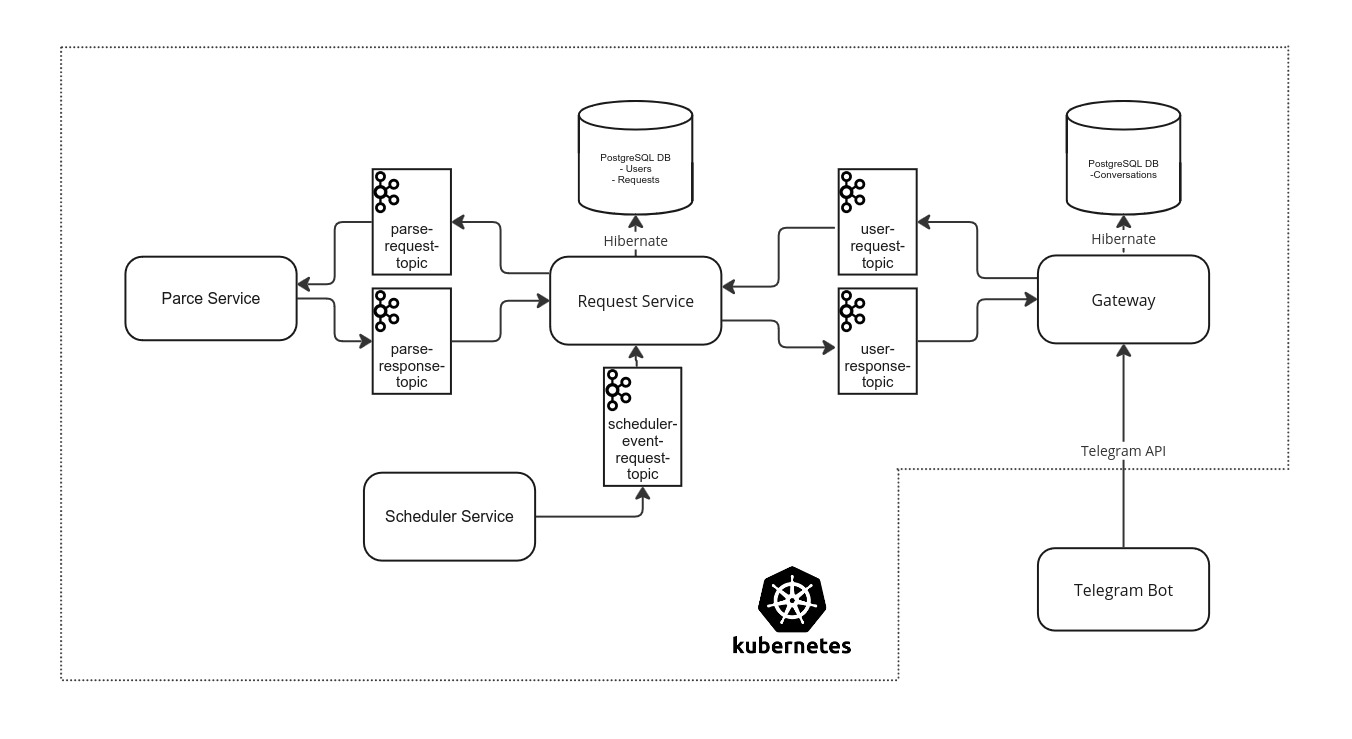 PostgreSQL DB
- Users
- Requests
PostgreSQL DB
-Conversations
parse-
request-
topic
user-
request-
topic
Hibernate
Hibernate
Parce Service
Request Service
Gateway
parse-
response-
topic
user-
response-
topic
scheduler-
event-
request-
topic
Telegram API
Scheduler Service
Telegram Bot
kubernetes